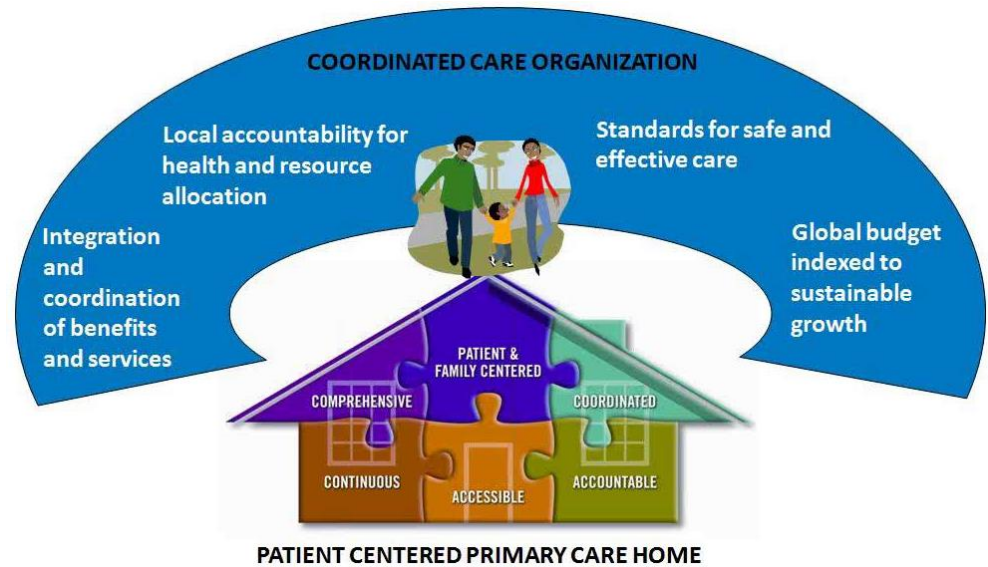 COORDINATED CARE ORGANIZATION
Local accountability for
health and resource
allocation
Standards for safe and
effective care
Integration
and
coordination
of benefits
and services
Global budget
indexed to
sustainable
growth
PATIENT &
FAMILY CENTERED
COMPREHENSIVE
COORDINATED
CONTINUOUS
ACCESSIBLE
ACCOUNTABLE
PATIENT CENTERED PRIMARY CARE HOME